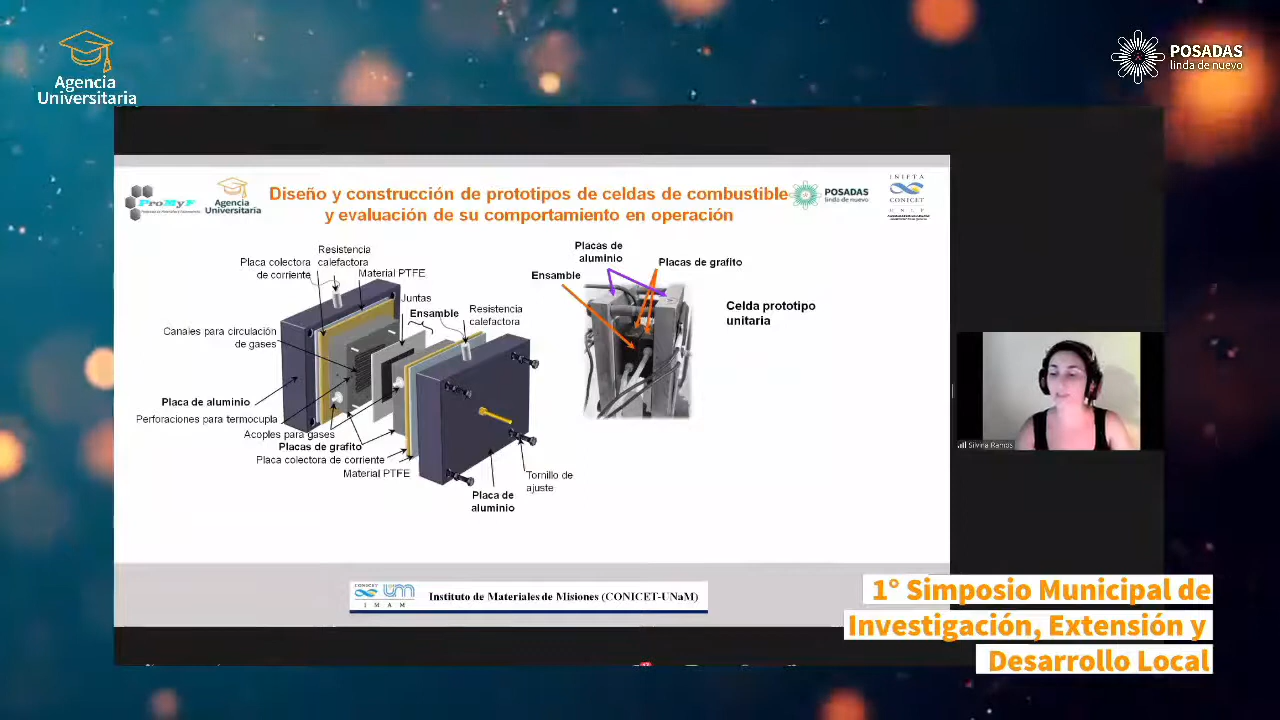 Agencia
Universitaria
POSADAS
linda de nuevo
ProMyF
Agencia
Universitaria
Diseño y construcción de prototipos de celdas de combustible
y evaluación de su comportamiento en operación
POSADAS
linda de nuevo
INIFTA
CONICET
UNLP
Resistencia
calefactora
Placa colectora
de corriente
Material PTFE
Juntas
Ensamble
Resistencia
calefactora
Canales para circulación
de gases
Placa de aluminio
Perforaciones para termocupla
Acoples para gases
Placas de grafito
Placa colectora de corriente
Material PTFE
Tornillo de
ajuste
Placa de
aluminio
Placas de
aluminio
Placas de grafito
Ensamble
Celda prototipo
unitaria
Silvina Ramos
CONICET
IMAM
Instituto de Materiales de Misiones (CONICET-UNaM)
1° Simposio Municipal de
Investigación, Extensión y
Desarrollo Local